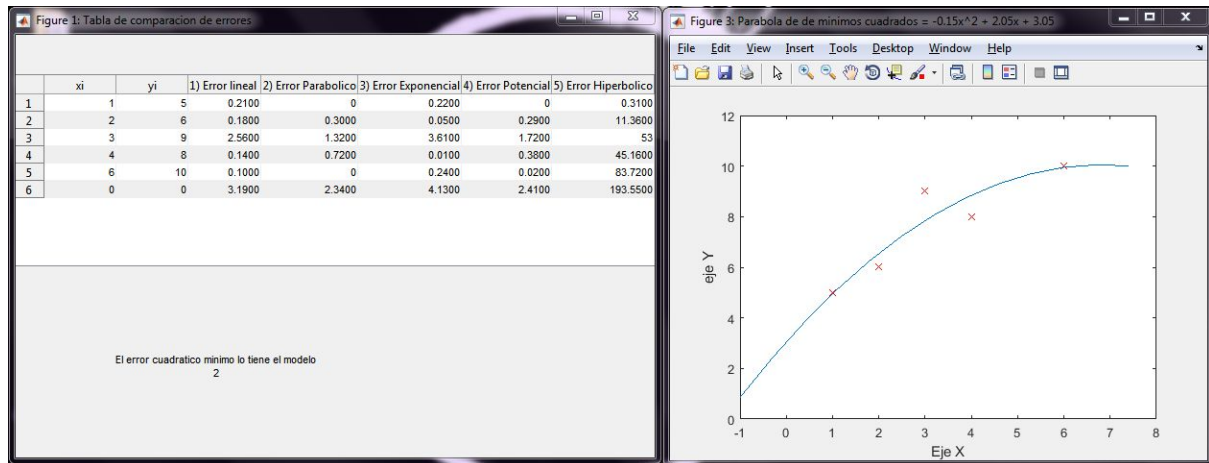 Figure 1: Tabla de comparacion de errores
xi yi 1) Error lineal 2) Error Parabolico 3) Error Exponencial 4) Error Potencial 5) Error Hiperbolico
1 1 5 0.2100 0 0.2200 0 0.3100
2 2 6 0.1800 0.3000 0.0500 0.2900 11.3600
3 3 9 2.5600 1.3200 3.6100 1.7200 53
4 4 8 0.1400 0.7200 0.0100 0.3800 45.1600
5 6 10 0.1000 0 0.2400 0.0200 83.7200
6 0 0 3.1900 2.3400 4.1300 2.4100 193.5500
El error cuadratico minimo lo tiene el modelo
2
Figure 3: Parabola de de minimos cuadrados = -0.15x^2 + 2.05x + 3.05
File Edit View Insert Tools Desktop Window Help
12
10
8
6
4
2
0
eje Y
-1 0 1 2 3 4 5 6 7 8
Eje X